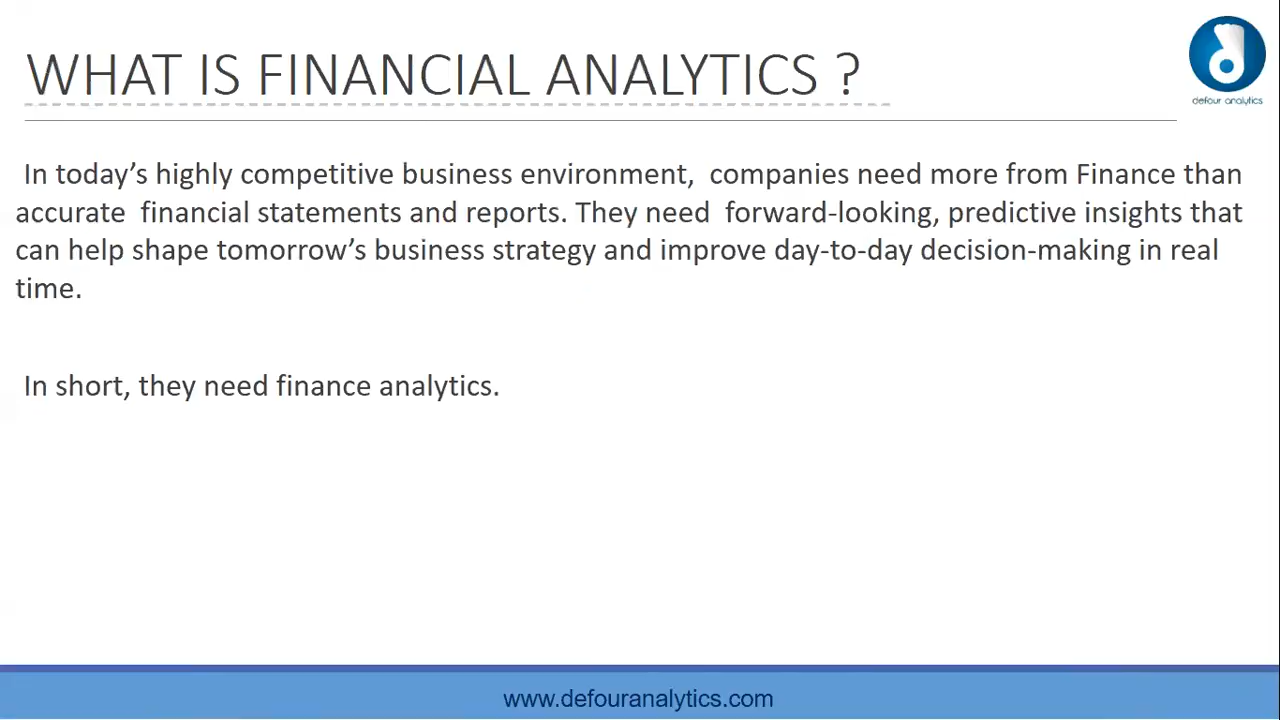 WHAT IS FINANCIAL ANALYTICS ?
defour analytics
In today’s highly competitive business environment,  companies need more from Finance than
accurate  financial statements and reports. They need  forward-looking, predictive insights that
can help shape tomorrow’s business strategy and improve day-to-day decision-making in real
time.
In short, they need finance analytics.
www.defouranalytics.com